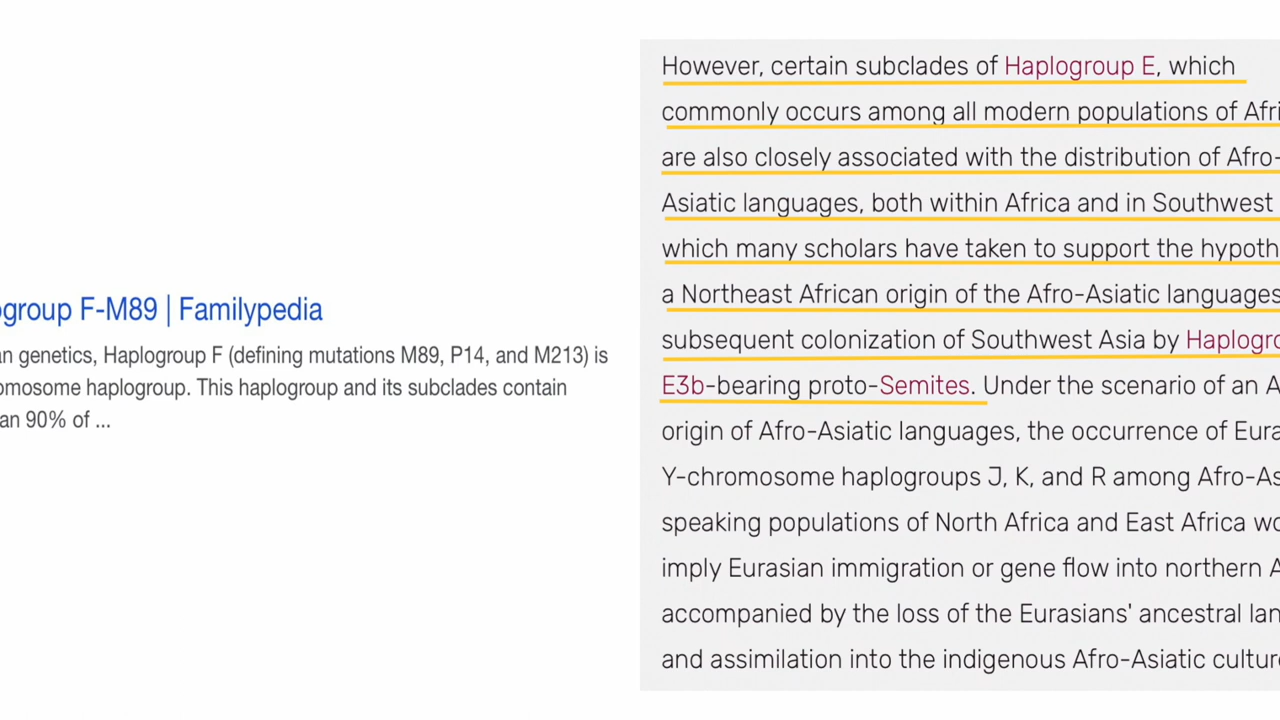 ogroup F-M89 | Familypedia
an genetics, Haplogroup F (defining mutations M89, P14, and M213) is
omosome haplogroup. This haplogroup and its subclades contain
an 90% of ...
However, certain subclades of Haplogroup E, which
commonly occurs among all modern populations of Afri
are also closely associated with the distribution of Afro-
Asiatic languages, both within Africa and in Southwest
which many scholars have taken to support the hypoth
a Northeast African origin of the Afro-Asiatic languages
subsequent colonization of Southwest Asia by Haplogro
E3b-bearing proto-Semites. Under the scenario of an A
origin of Afro-Asiatic languages, the occurrence of Eura
Y-chromosome haplogroups J, K, and R among Afro-As
speaking populations of North Africa and East Africa wo
imply Eurasian immigration or gene flow into northern A
accompanied by the loss of the Eurasians' ancestral lan
and assimilation into the indigenous Afro-Asiatic culture